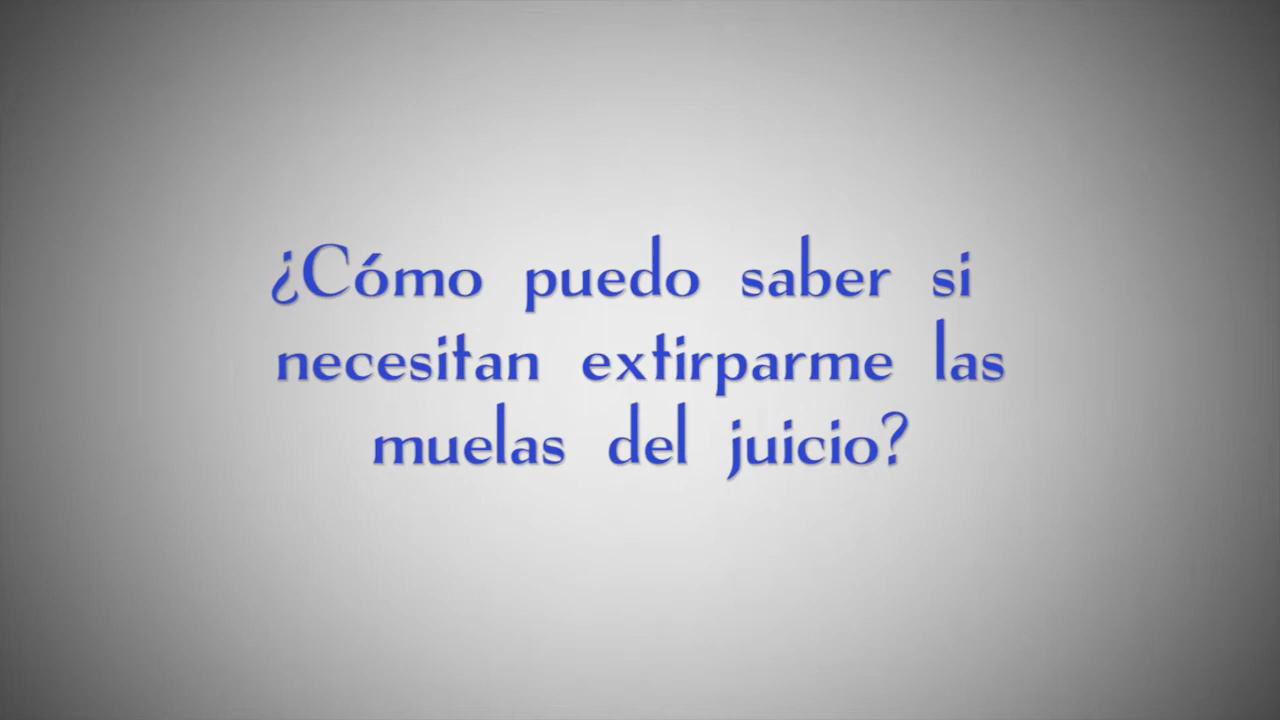 ¿Cómo puedo saber si
necesitan extirparme las
muelas del juicio?